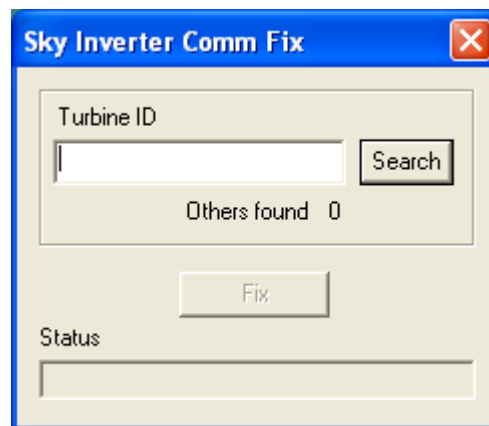 Sky Inverter Comm Fix
Turbine ID
Search
Others found 0
Fix
Status